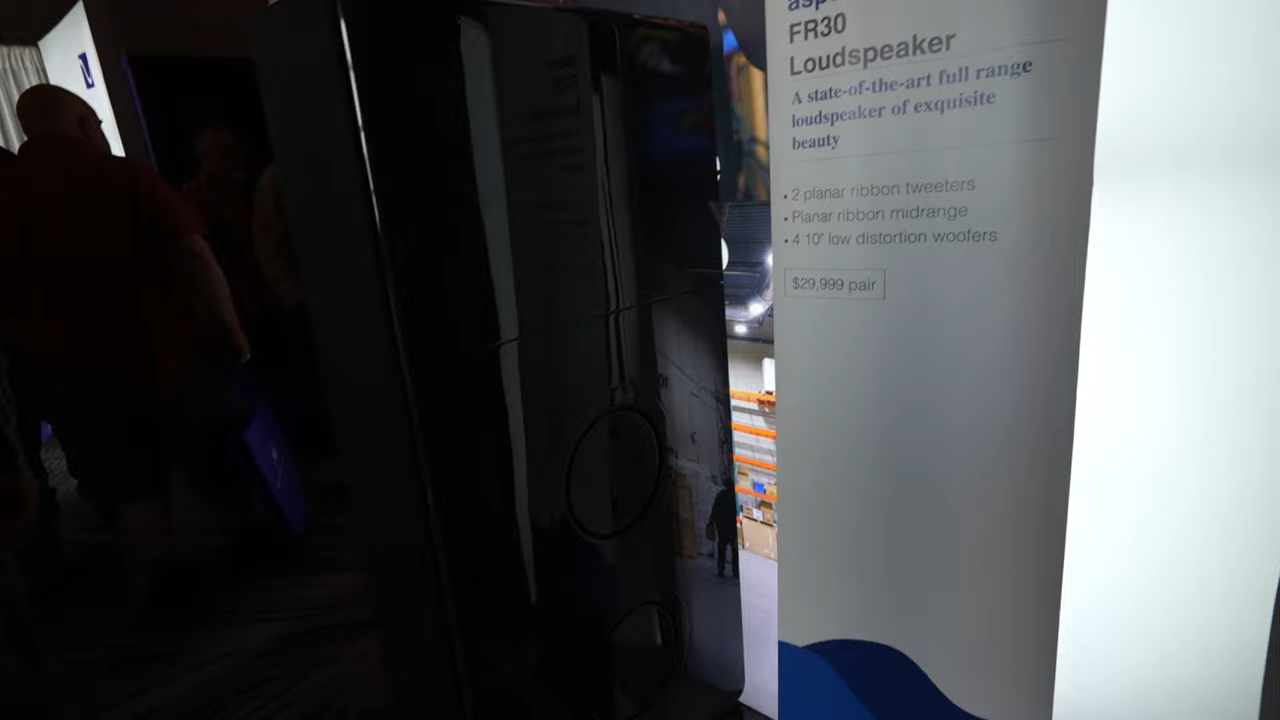 FR30
Loudspeaker
A state-of-the-art full range
loudspeaker of exquisite
beauty
• 2 planar ribbon tweeters
• Planar ribbon midrange
• 4 10" low distortion woofers
$29,999 pair